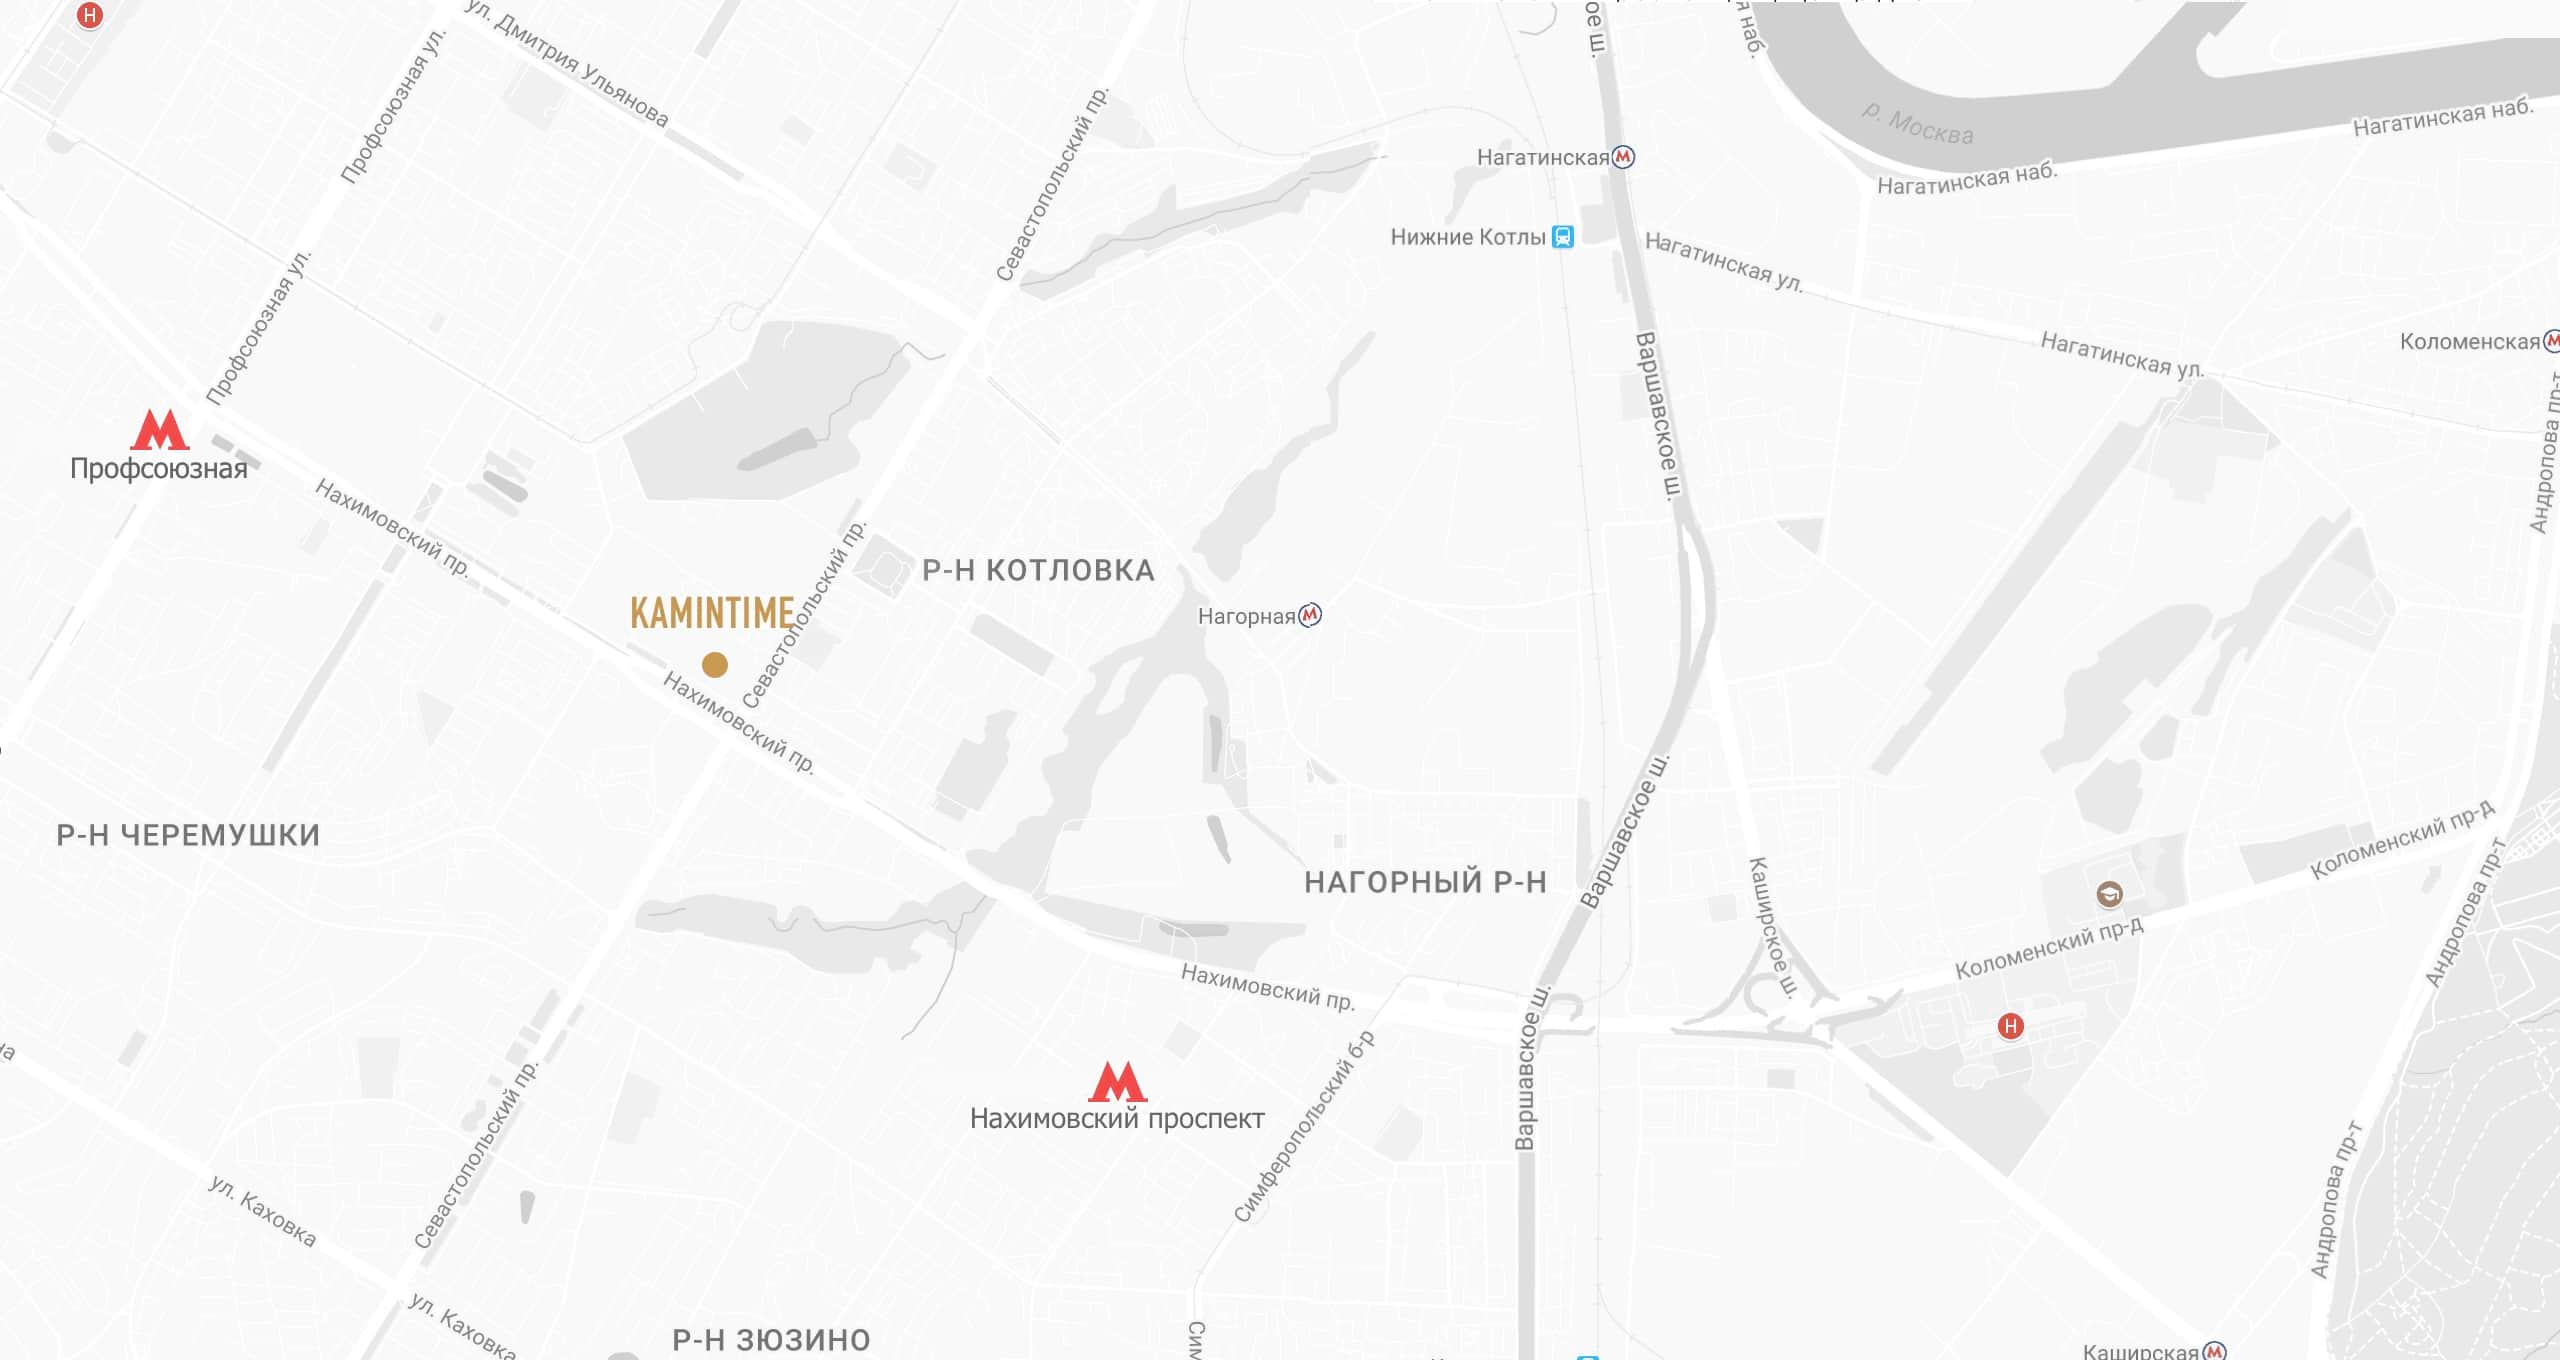 ул. Дмитрия Ульянова
Профсоюзная ул.
Севастопольский пр.
наб.
р. Москва
Нагатинская наб.
Нагатинская наб.
Нагатинская
Нижние Котлы
Нагатинская ул.
Профсоюзная ул.
Нагатинская ул.
Коломенская
Варшавское ш.
Андропова пр-т
Профсоюзная
Нахимовский пр.
Севастопольский пр.
Р-Н КОТЛОВКА
KAMINTIME
Нагорная
Нахимовский пр.
Р-Н ЧЕРЕМУШКИ
Варшавское ш.
Коломенский пр-д
НАГОРНЫЙ Р-Н
Каширское ш.
Андропова пр-т
Коломенский пр-д
Нахимовский пр.
Варшавское ш.
Н
Н
Симферопольский б-р
Нахимовский проспект
Севастопольский пр.
Андропова пр-т
ул. Каховка
ул. Каховка
Р-Н ЗЮЗИНО
Каширская